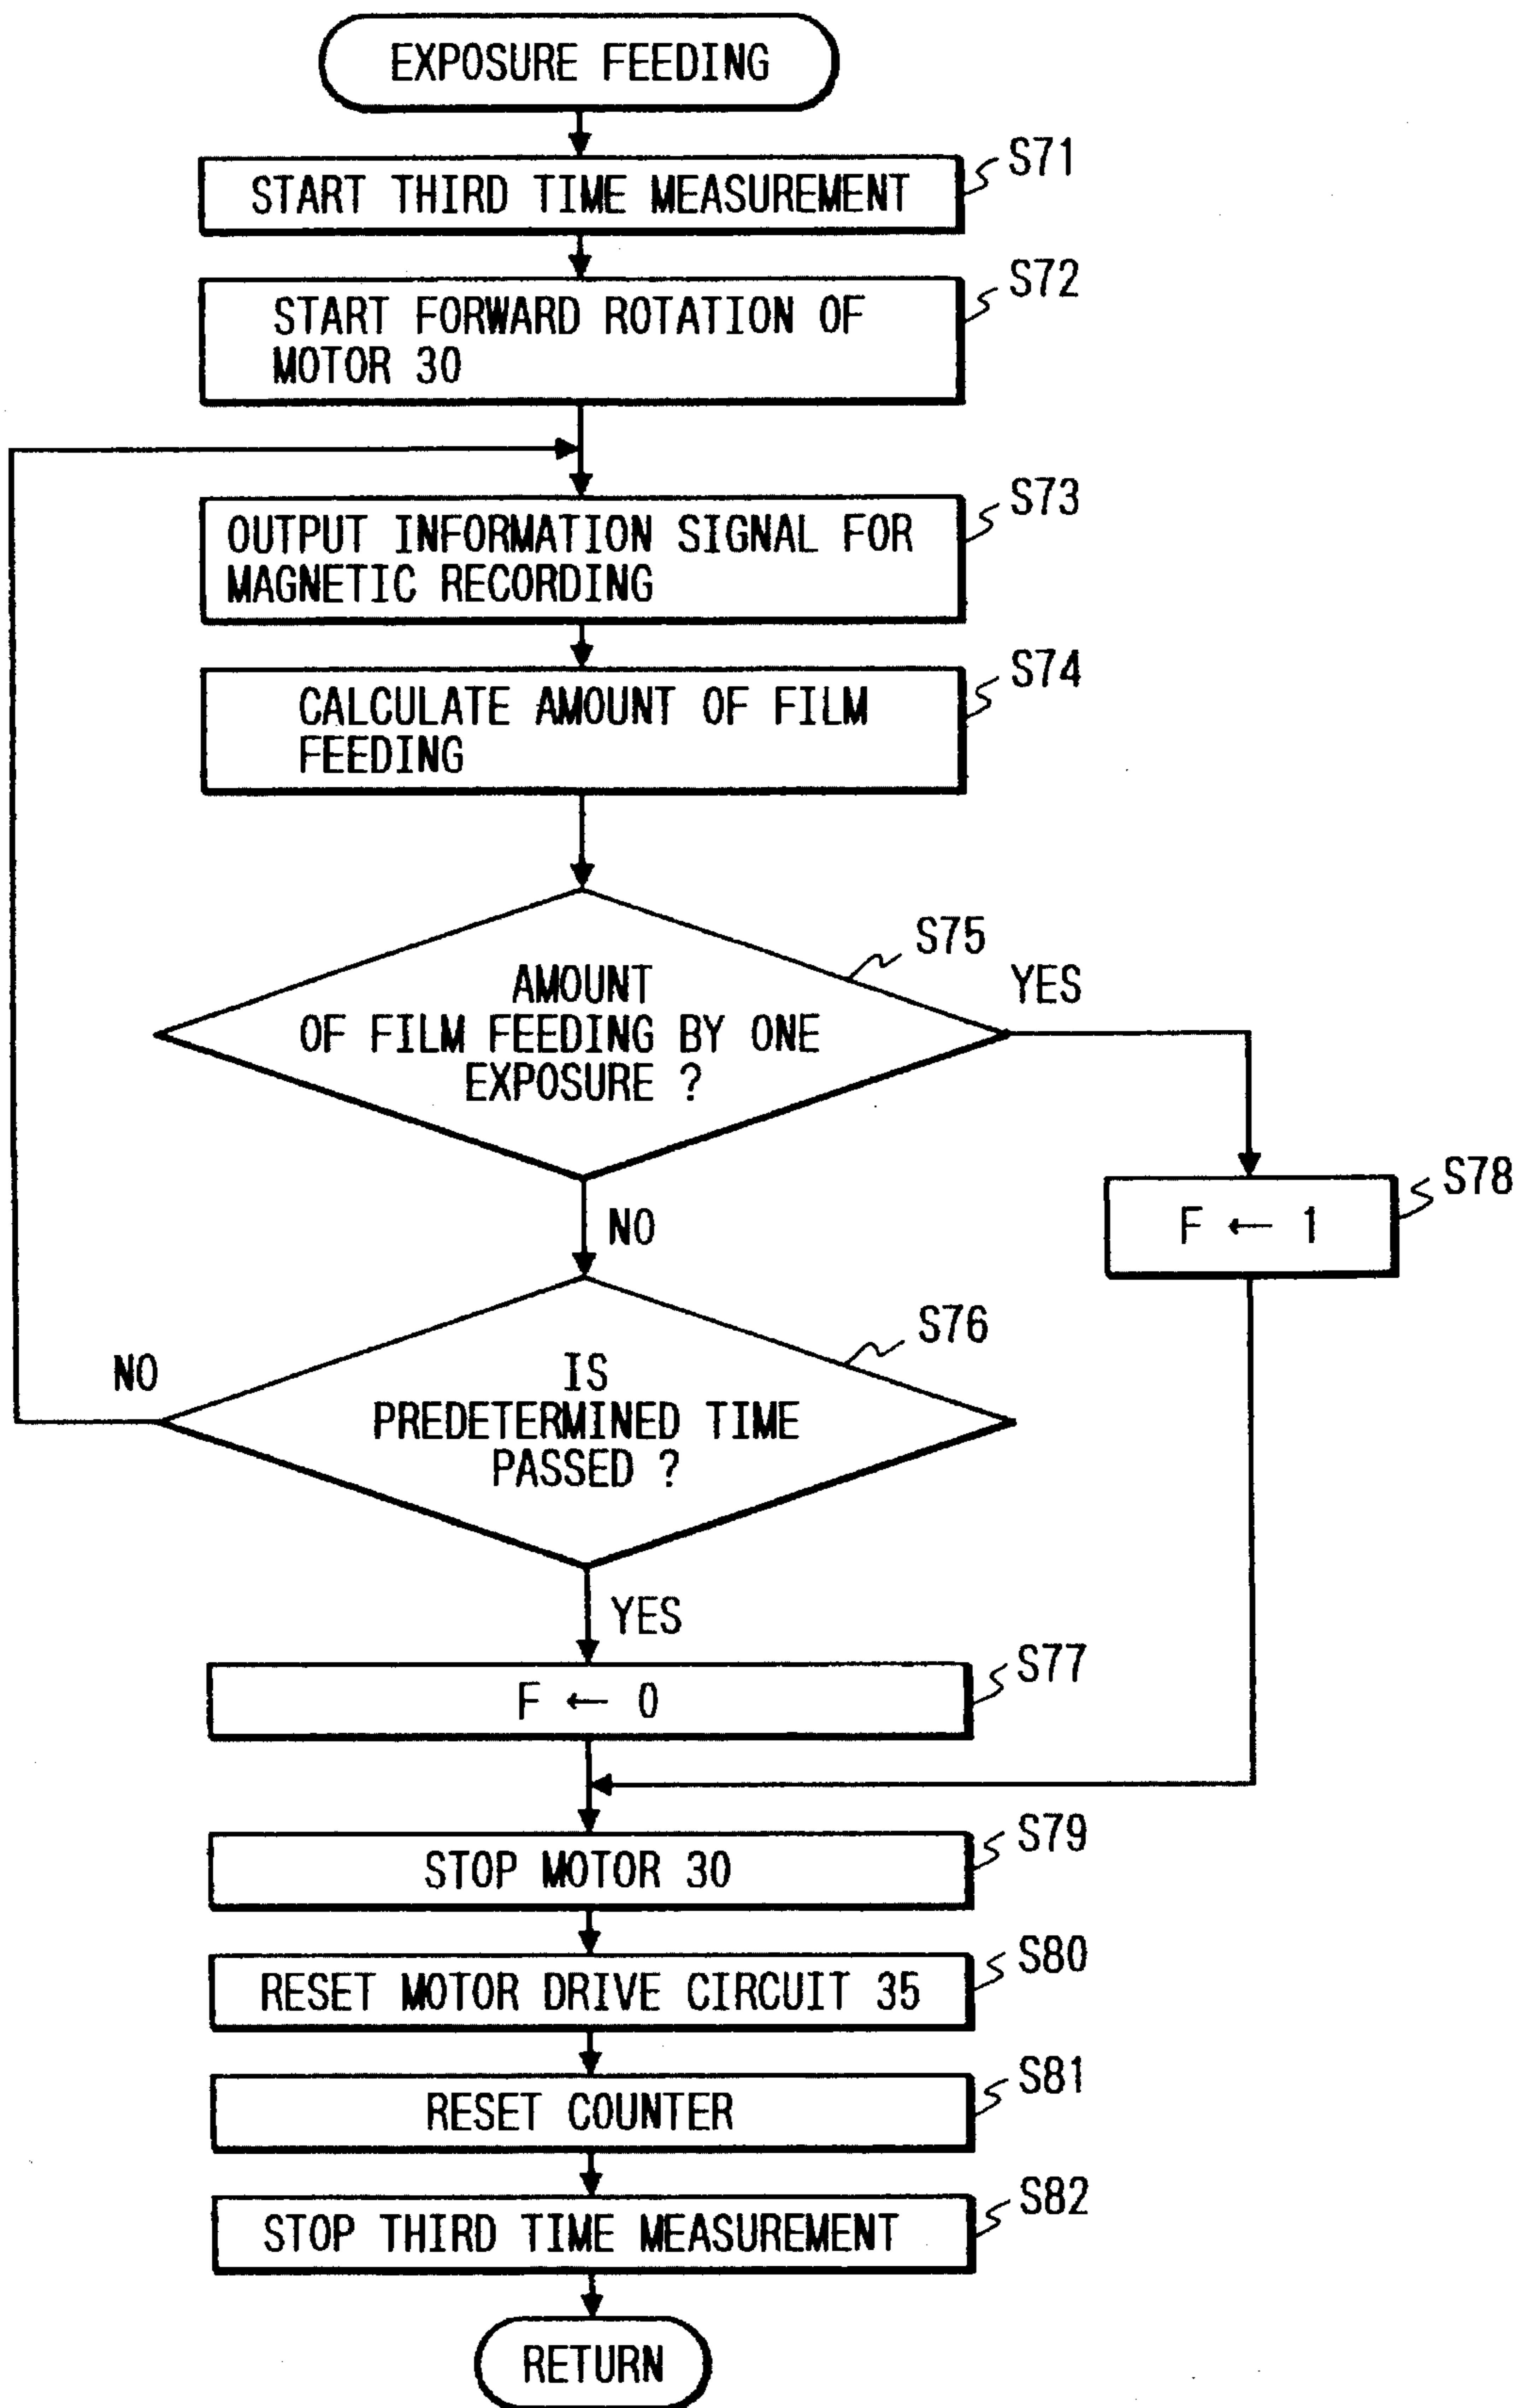 EXPOSURE FEEDING
S71
START THIRD TIME MEASUREMENT
S72
START FORWARD ROTATION OF
MOTOR 30
S73
OUTPUT INFORMATION SIGNAL FOR
MAGNETIC RECORDING
S74
CALCULATE AMOUNT OF FILM
FEEDING
S75
YES
AMOUNT
OF FILM FEEDING BY ONE
EXPOSURE ?
NO
S78
F ← 1
S76
NO
IS
PREDETERMINED TIME
PASSED ?
YES
S77
F ← 0
S79
STOP MOTOR 30
S80
RESET MOTOR DRIVE CIRCUIT 35
S81
RESET COUNTER
S82
STOP THIRD TIME MEASUREMENT
RETURN